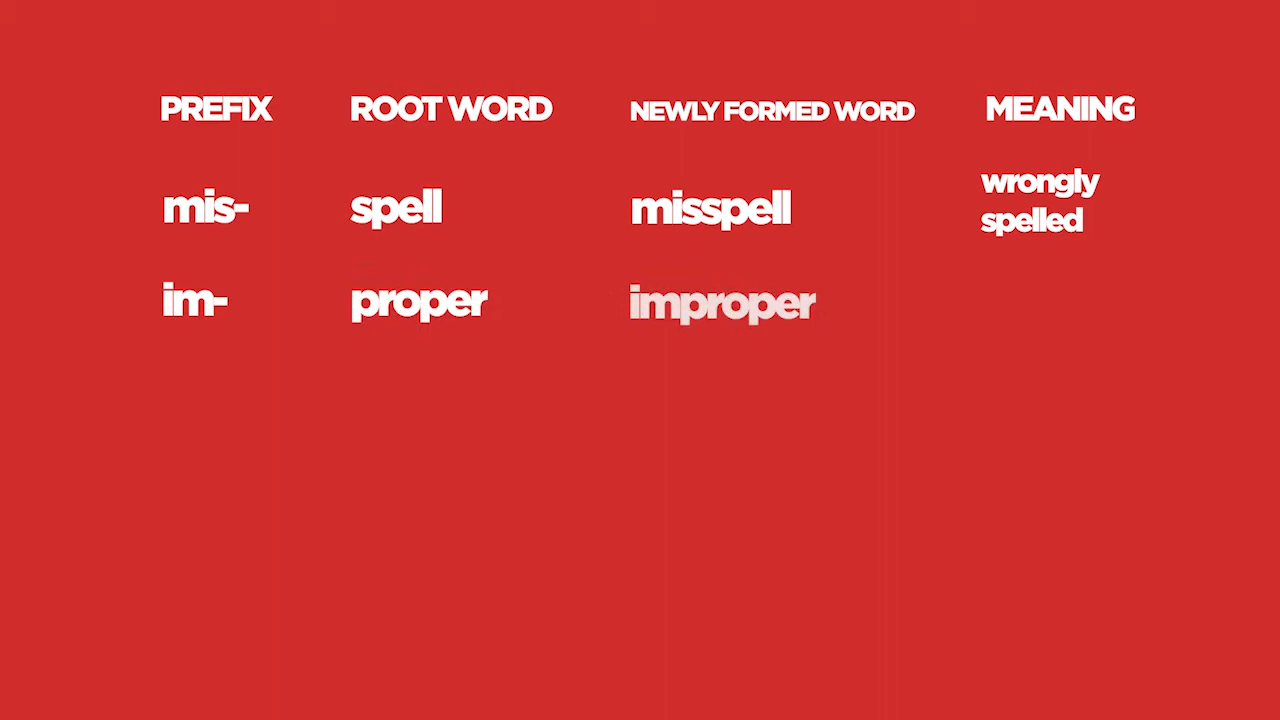 PREFIX ROOT WORD NEWLY FORMED WORD MEANING
mis- spell misspell wrongly spelled
im- proper improper